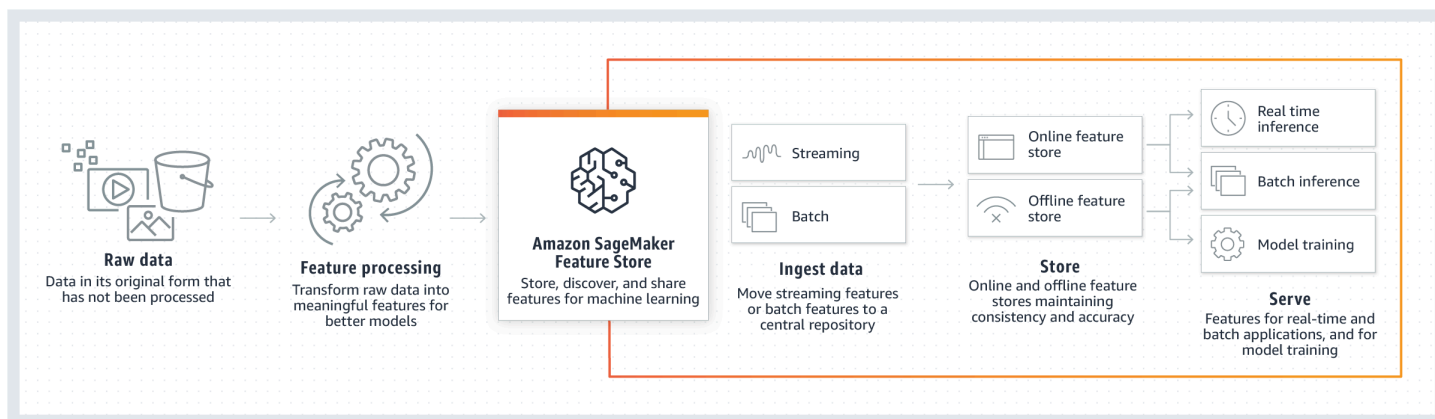 Raw data
Data in its original form that
has not been processed
Feature processing
Transform raw data into
meaningful features for
better models
Amazon SageMaker
Feature Store
Store, discover, and share
features for machine learning
Streaming
Batch
Ingest data
Move streaming features
or batch features to a
central repository
Online feature
store
Offline feature
store
Store
Online and offline feature
stores maintaining
consistency and accuracy
Real time
inference
Batch inference
Model training
Serve
Features for real-time and
batch applications, and for
model training